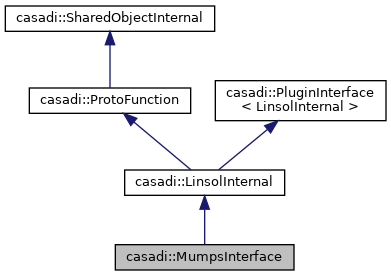 casadi::SharedObjectInternal
casadi::ProtoFunction
casadi::PluginInterface
< LinsolInternal >
casadi::LinsolInternal
casadi::MumpsInterface